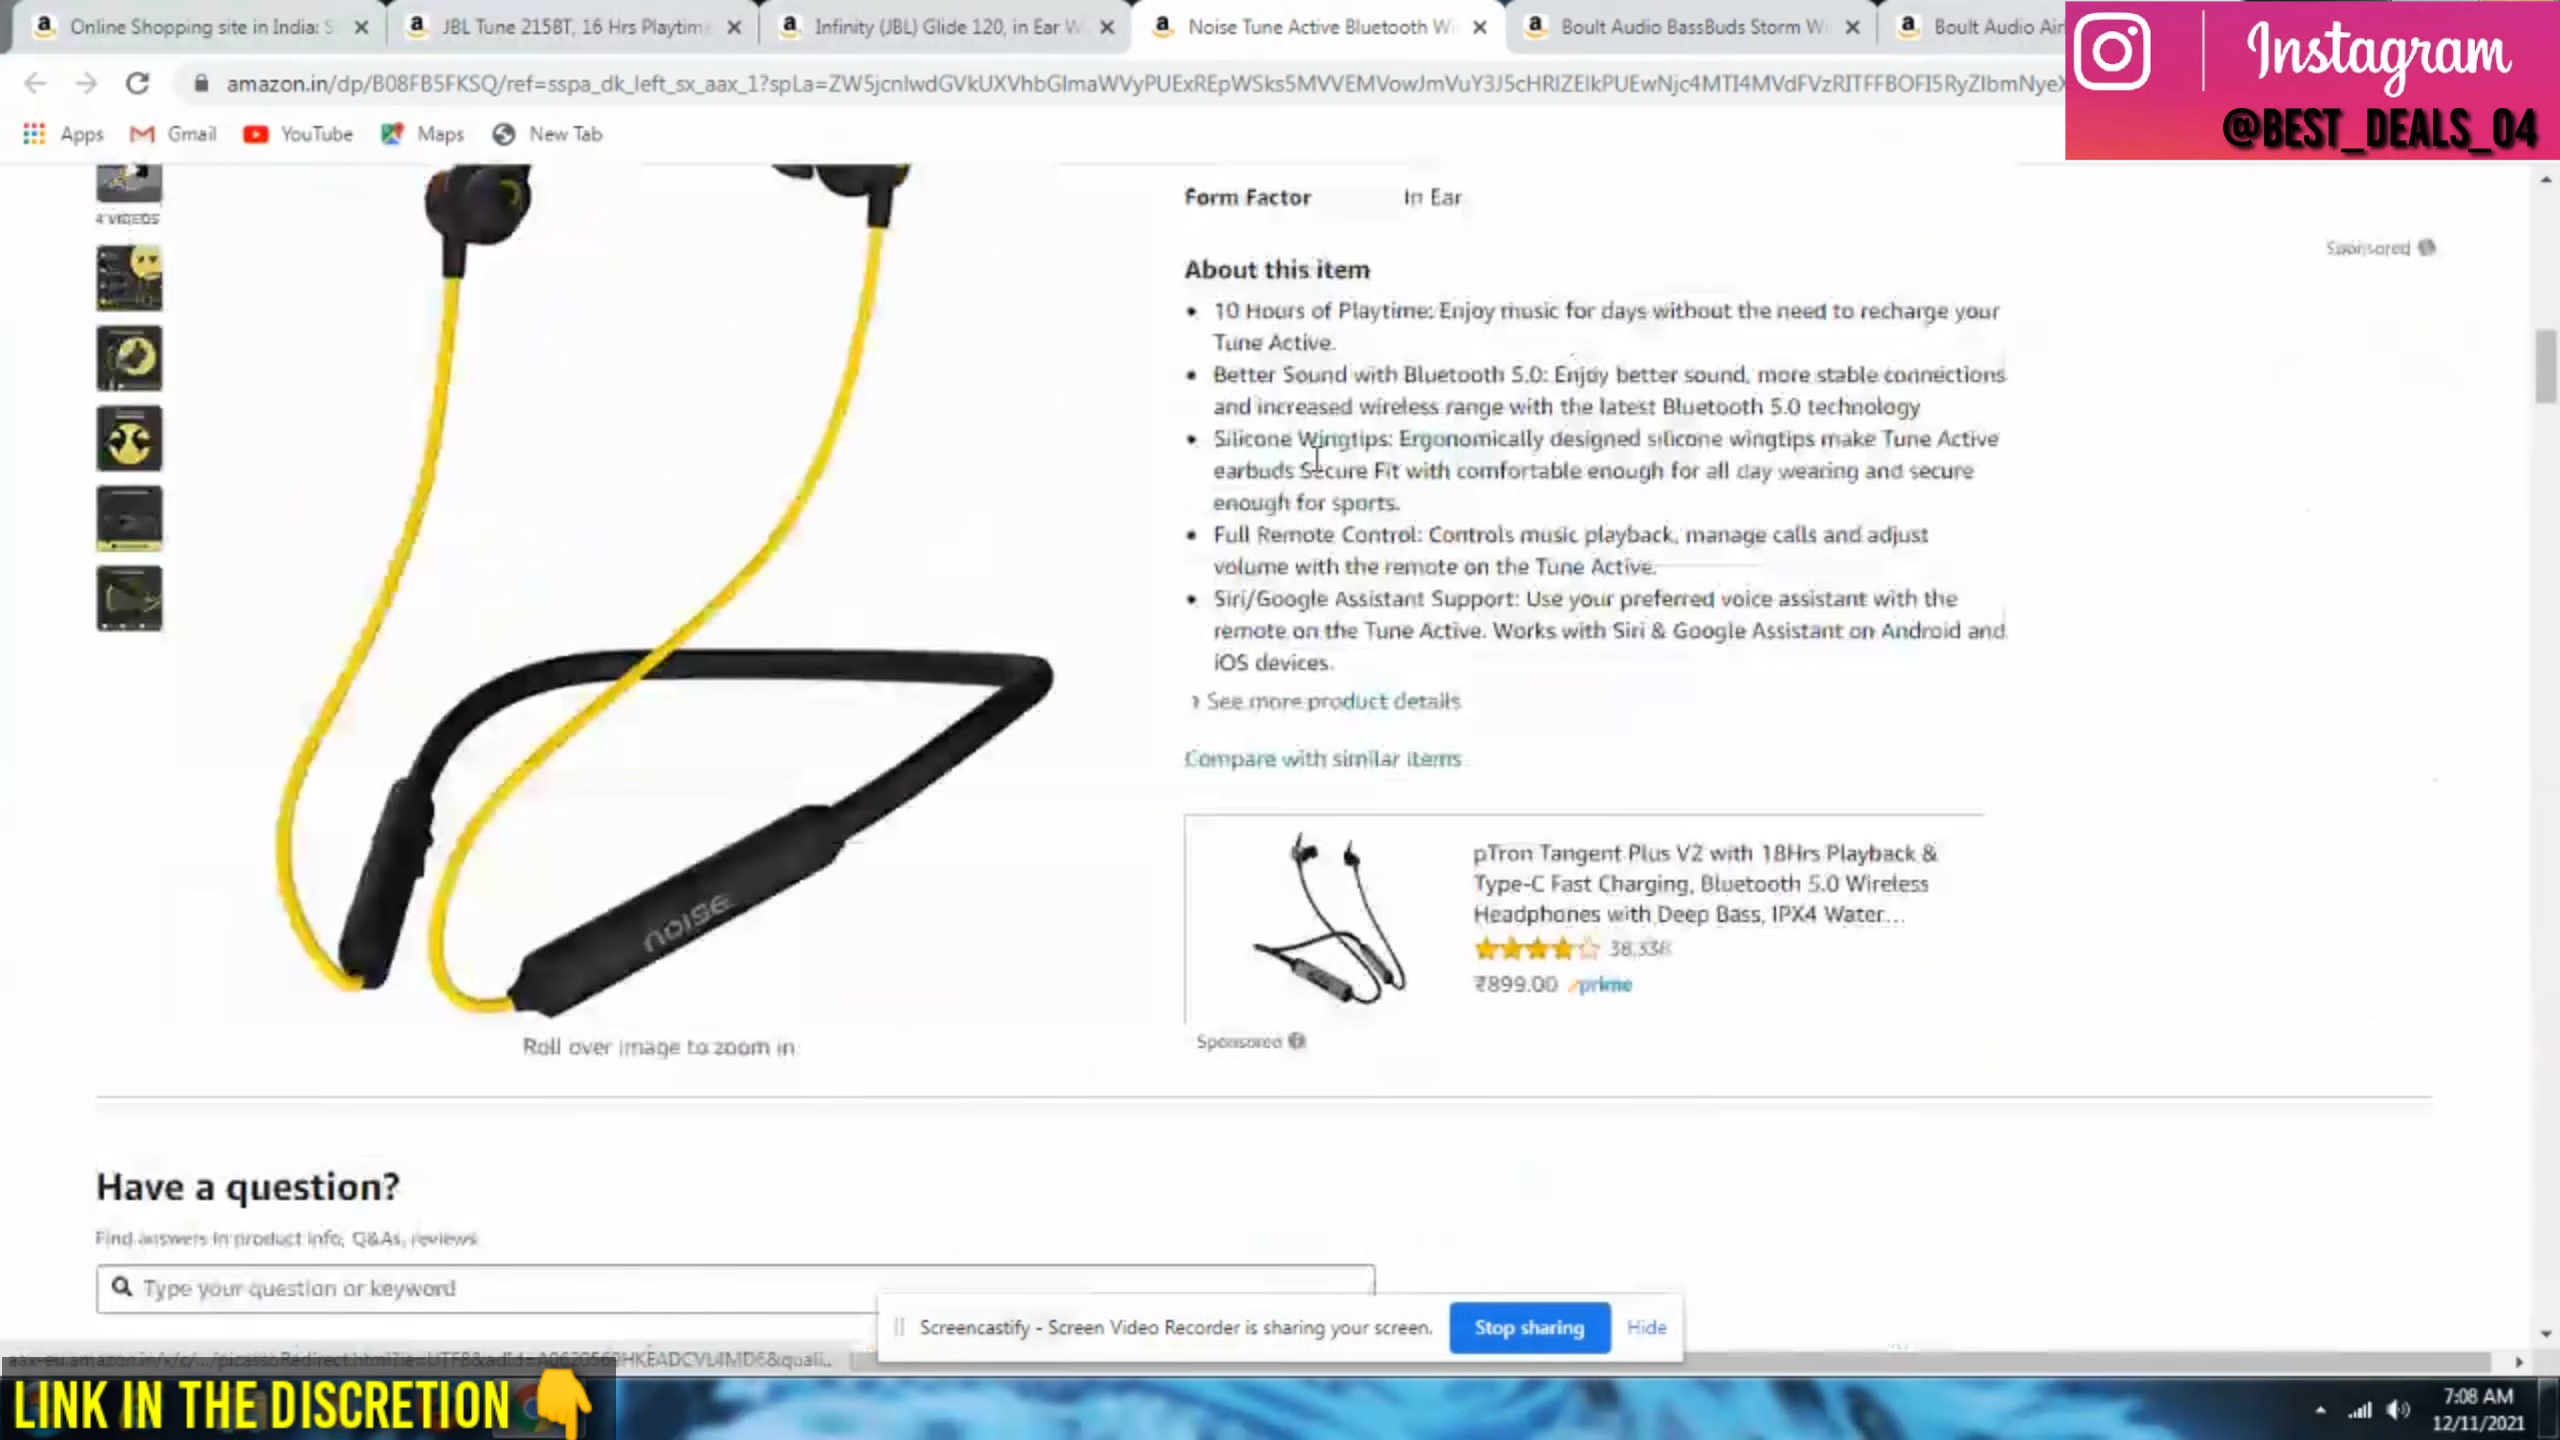 Online Shopping site in India: S
JBL Tune 215BT, 16 Hrs Playtime
Infinity (JBL) Glide 120, in Ear W
Noise Tune Active Bluetooth Wi
Boult Audio BassBuds Storm Wi
Boult Audio Air
Instagram
@BEST_DEALS_04
Apps
Gmail
YouTube
Maps
New Tab
4 VIDEOS
Form Factor In Ear
Sponsored
About this item
10 Hours of Playtime: Enjoy music for days without the need to recharge your
Tune Active.
Better Sound with Bluetooth 5.0: Enjoy better sound, more stable connections
and increased wireless range with the latest Bluetooth 5.0 technology
Silicone Wingtips: Ergonomically designed silicone wingtips make Tune Active
earbuds Secure Fit with comfortable enough for all day wearing and secure
enough for sports.
Full Remote Control: Controls music playback, manage calls and adjust
volume with the remote on the Tune Active.
Siri/Google Assistant Support: Use your preferred voice assistant with the
remote on the Tune Active. Works with Siri & Google Assistant on Android and
iOS devices.
› See more product details
Compare with similar items
noise
pTron Tangent Plus V2 with 18Hrs Playback &
Type-C Fast Charging, Bluetooth 5.0 Wireless
Headphones with Deep Bass, IPX4 Water...
₹899.00 prime
Sponsored
Roll over image to zoom in
Have a question?
Find answers in product info, Q&As, reviews
Type your question or keyword
Screencastify - Screen Video Recorder is sharing your screen.
Stop sharing
Hide
LINK IN THE DISCRETION
7:08 AM
12/11/2021